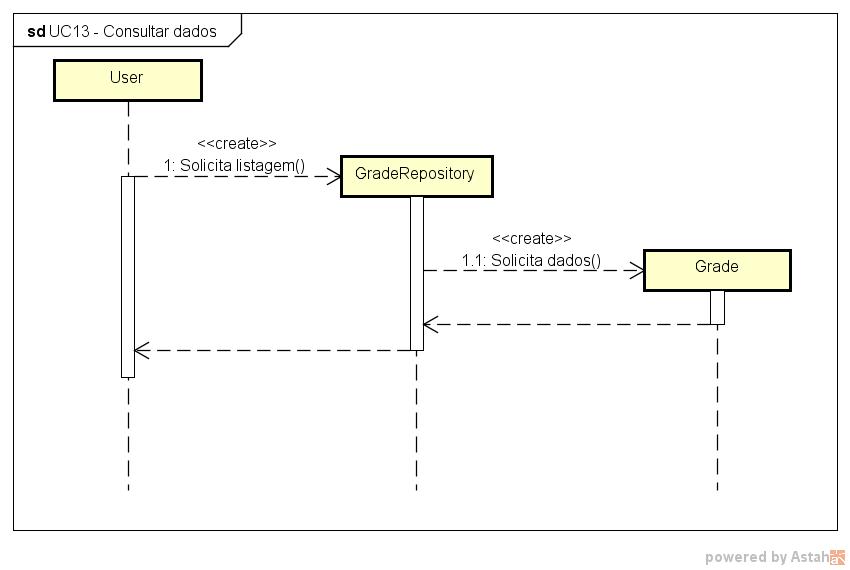 sd UC13 - Consultar dados
User
<<create>>
1: Solicita listagem()
GradeRepository
<<create>>
1.1: Solicita dados()
Grade
powered by Astah